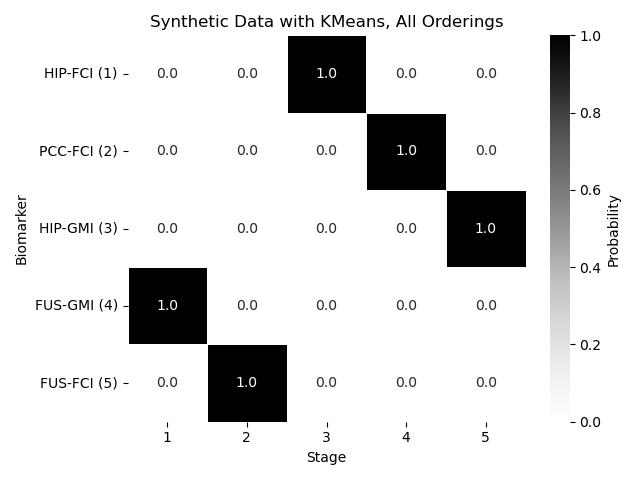 Synthetic Data with KMeans, All Orderings
HIP-FCI (1) 0.0 0.0 1.0 0.0 0.0
PCC-FCI (2) 0.0 0.0 0.0 1.0 0.0
HIP-GMI (3) 0.0 0.0 0.0 0.0 1.0
FUS-GMI (4) 1.0 0.0 0.0 0.0 0.0
FUS-FCI (5) 0.0 1.0 0.0 0.0 0.0
1 2 3 4 5
Stage
Biomarker
1.0
0.8
0.6
0.4
0.2
0.0
Probability